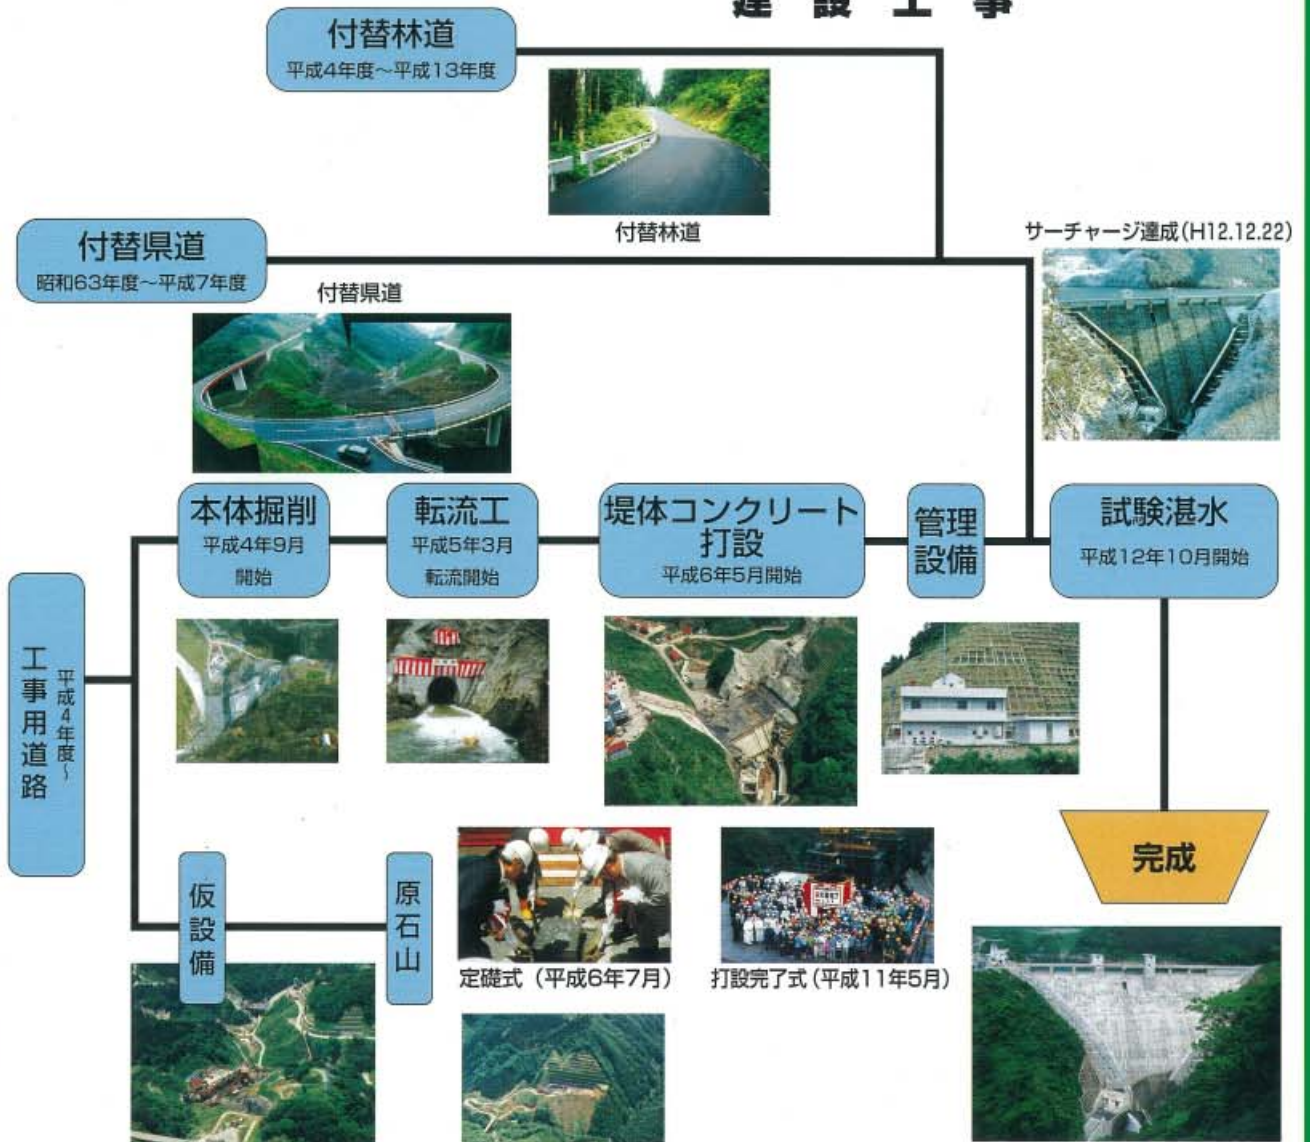 建設工事
付替林道
平成4年度～平成13年度
付替林道
付替県道
昭和63年度～平成7年度
付替県道
サーチャージ達成(H12.12.22)
本体掘削
平成4年9月
開始
転流工
平成5年3月
転流開始
堤体コンクリート
打設
平成6年5月開始
管理
設備
試験湛水
平成12年10月開始
工事用道路
平成4年度～
仮設備
原石山
定礎式（平成6年7月）
打設完了式(平成11年5月)
完成